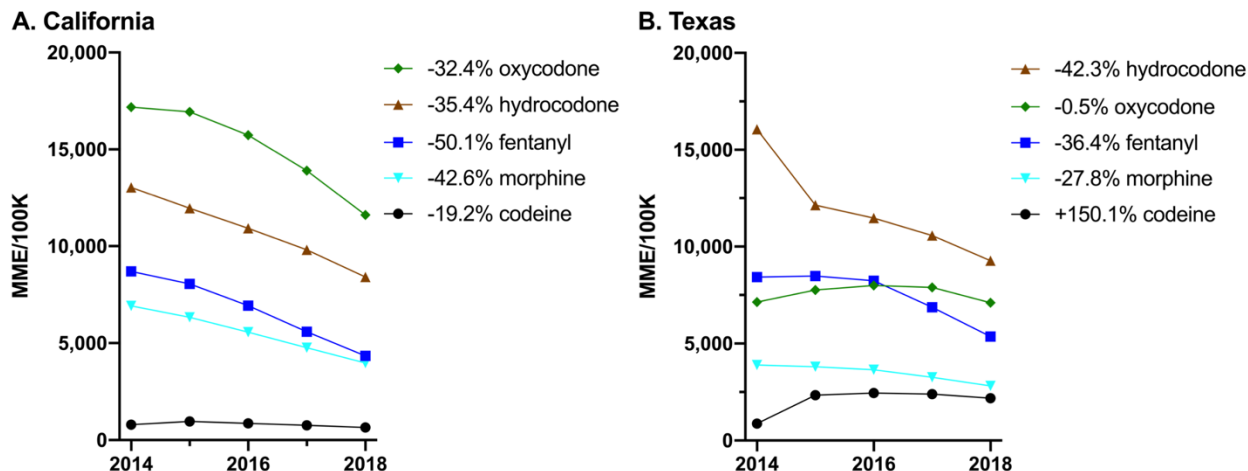 A. California
20,000
15,000
10,000
5,000
0
MME/100K
2014
2016
2018
-32.4% oxycodone
-35.4% hydrocodone
-50.1% fentanyl
-42.6% morphine
-19.2% codeine
B. Texas
20,000
15,000
10,000
5,000
0
MME/100K
2014
2016
2018
-42.3% hydrocodone
-0.5% oxycodone
-36.4% fentanyl
-27.8% morphine
+150.1% codeine